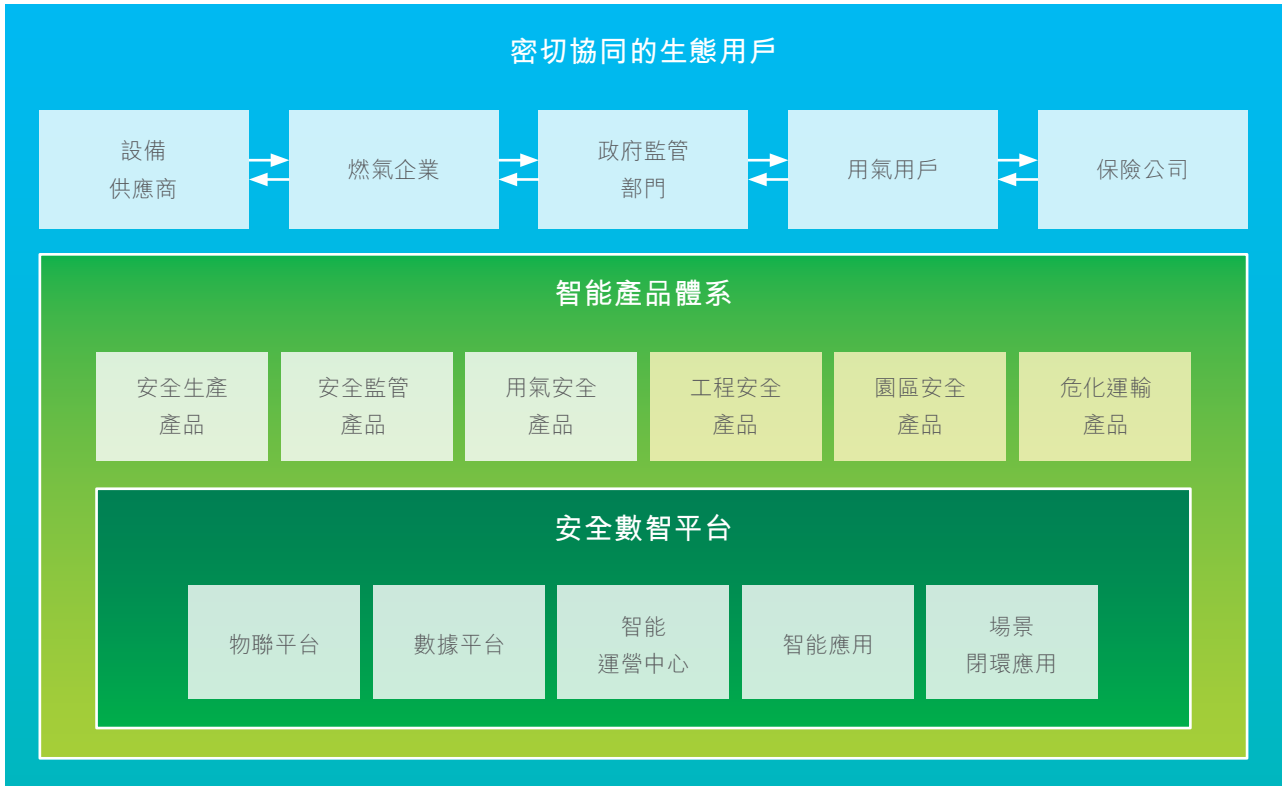 密切協同的生態用戶
設備
供應商
燃氣企業
政府監管
部門
用氣用戶
保險公司
智能產品體系
安全生產
產品
安全監管
產品
用氣安全
產品
工程安全
產品
園區安全
產品
危化運輸
產品
安全數智平台
物聯平台
數據平台
智能
運營中心
智能應用
場景
閉環應用